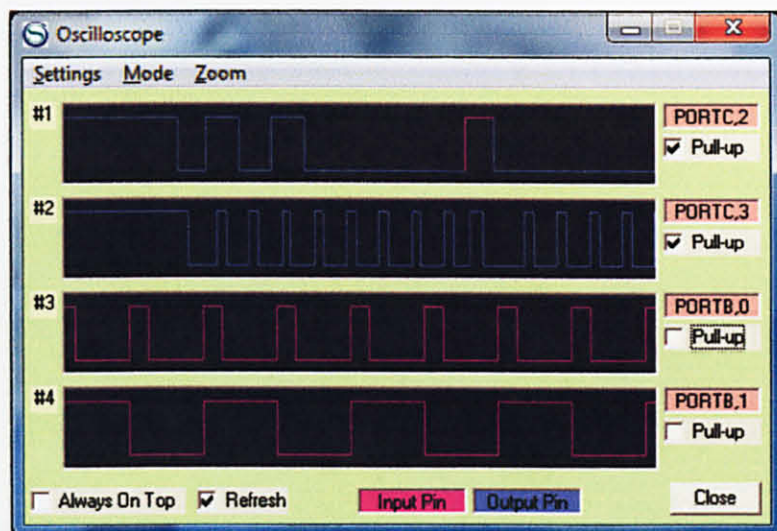 Oscilloscope
Settings Mode Zoom
#1
PORTC,2
Pull-up
#2
PORTC,3
Pull-up
#3
PORTB,0
Pull-up
#4
PORTB,1
Pull-up
Always On Top Refresh Input Pin Output Pin Close